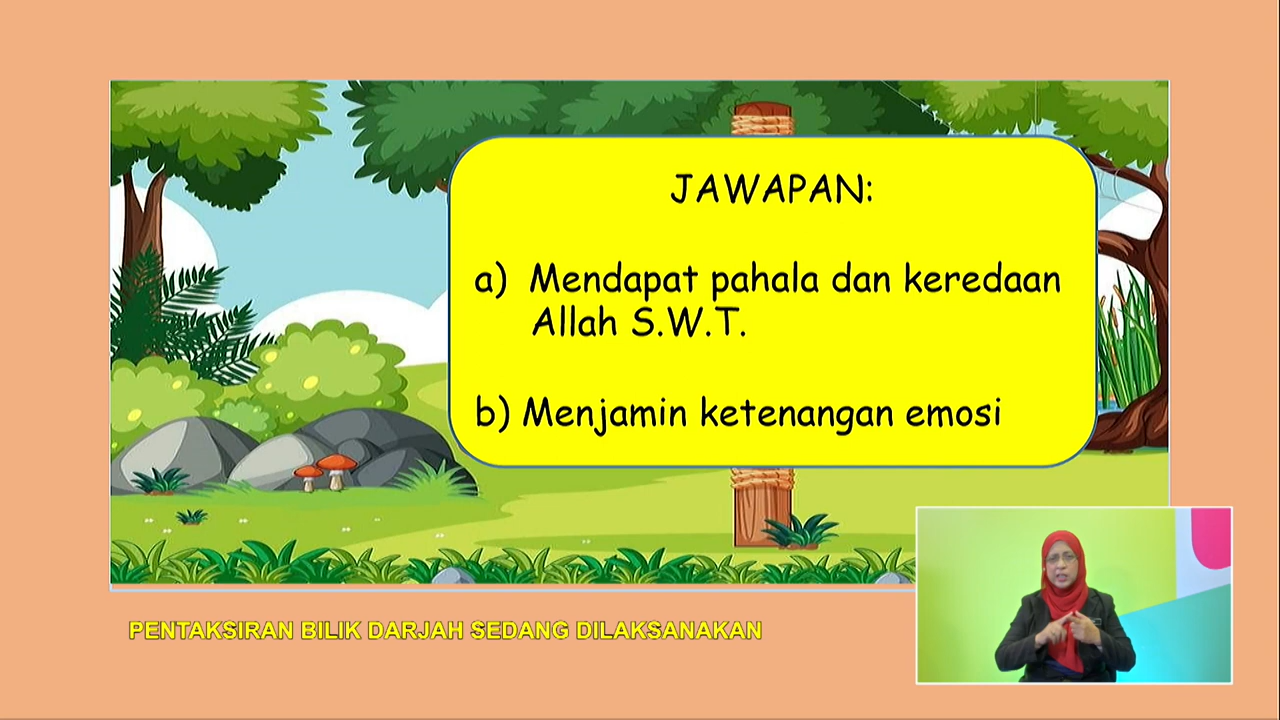 JAWAPAN:
a) Mendapat pahala dan keredaan
Allah S.W.T.
b) Menjamin ketenangan emosi
PENTAKSIRAN BILIK DARJAH SEDANG DILAKSANAKAN